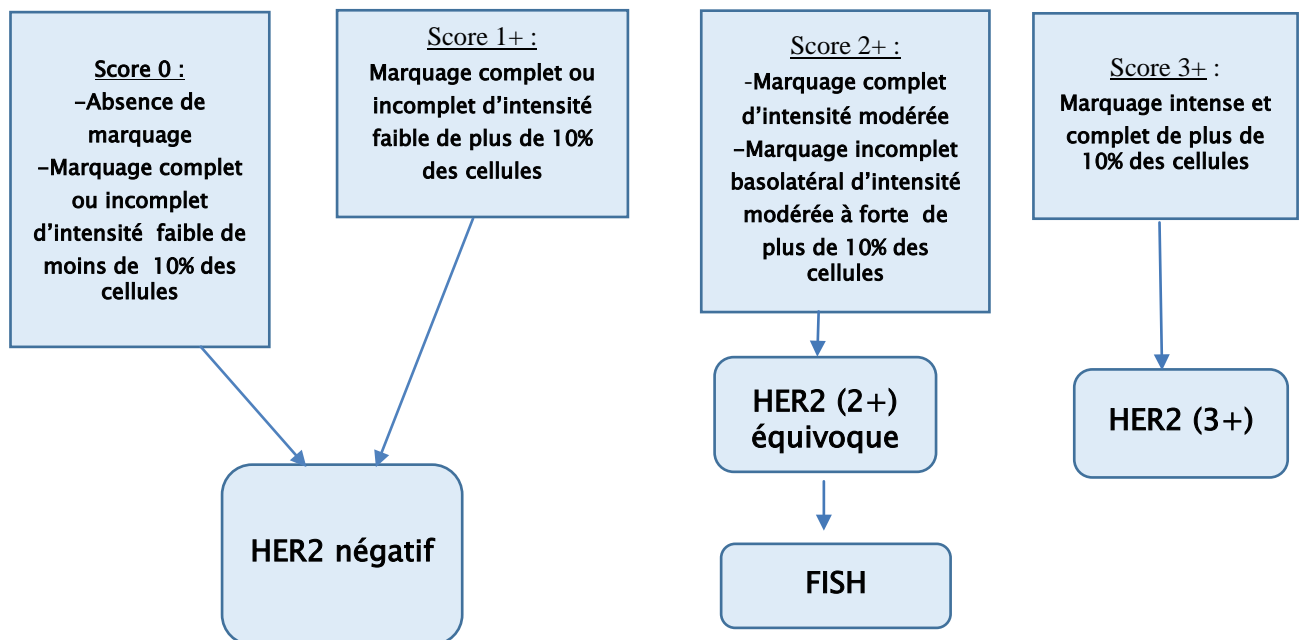 Score 0 :
–Absence de
marquage
–Marquage complet
ou incomplet
d’intensité faible de
moins de 10% des
cellules
Score 1+ :
Marquage complet ou
incomplet d’intensité
faible de plus de 10%
des cellules
Score 2+ :
-Marquage complet
d’intensité modérée
–Marquage incomplet
basolatéral d’intensité
modérée à forte de
plus de 10% des
cellules
Score 3+ :
Marquage intense et
complet de plus de
10% des cellules
HER2 négatif
HER2 (2+)
équivoque
FISH
HER2 (3+)